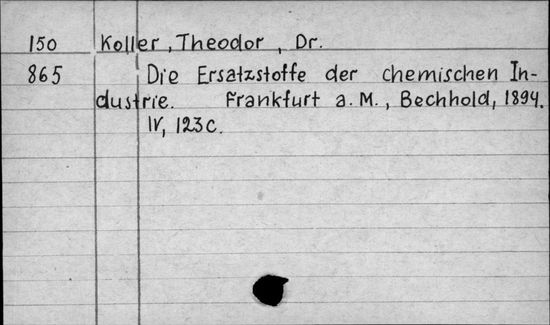 150 Koller, Theodor, Dr.
865 Die Ersatzstoffe der chemischen In-
dustrie. Frankfurt a. M., Bechhold, 1894.
IV, 123 c.